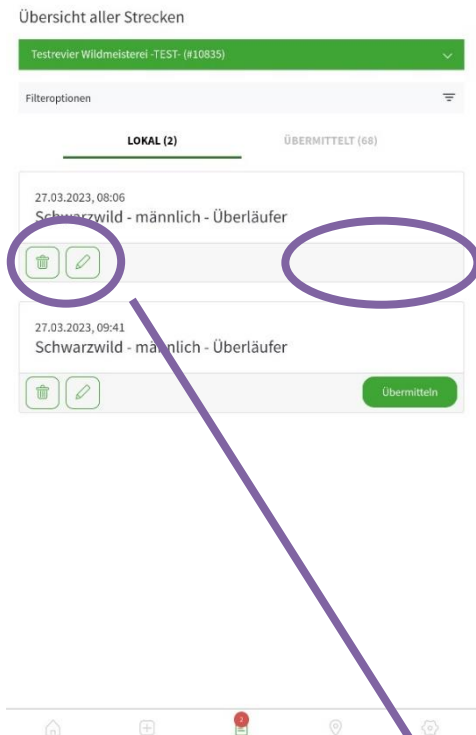 Übersicht aller Strecken
Testrevier Wildmeisterei -TEST- (#10835)
Filteroptionen
LOKAL (2) ÜBERMITTELT (68)
27.03.2023, 08:06
Schwarzwild - männlich - Überläufer
27.03.2023, 09:41
Schwarzwild - männlich - Überläufer
Übermitteln
2